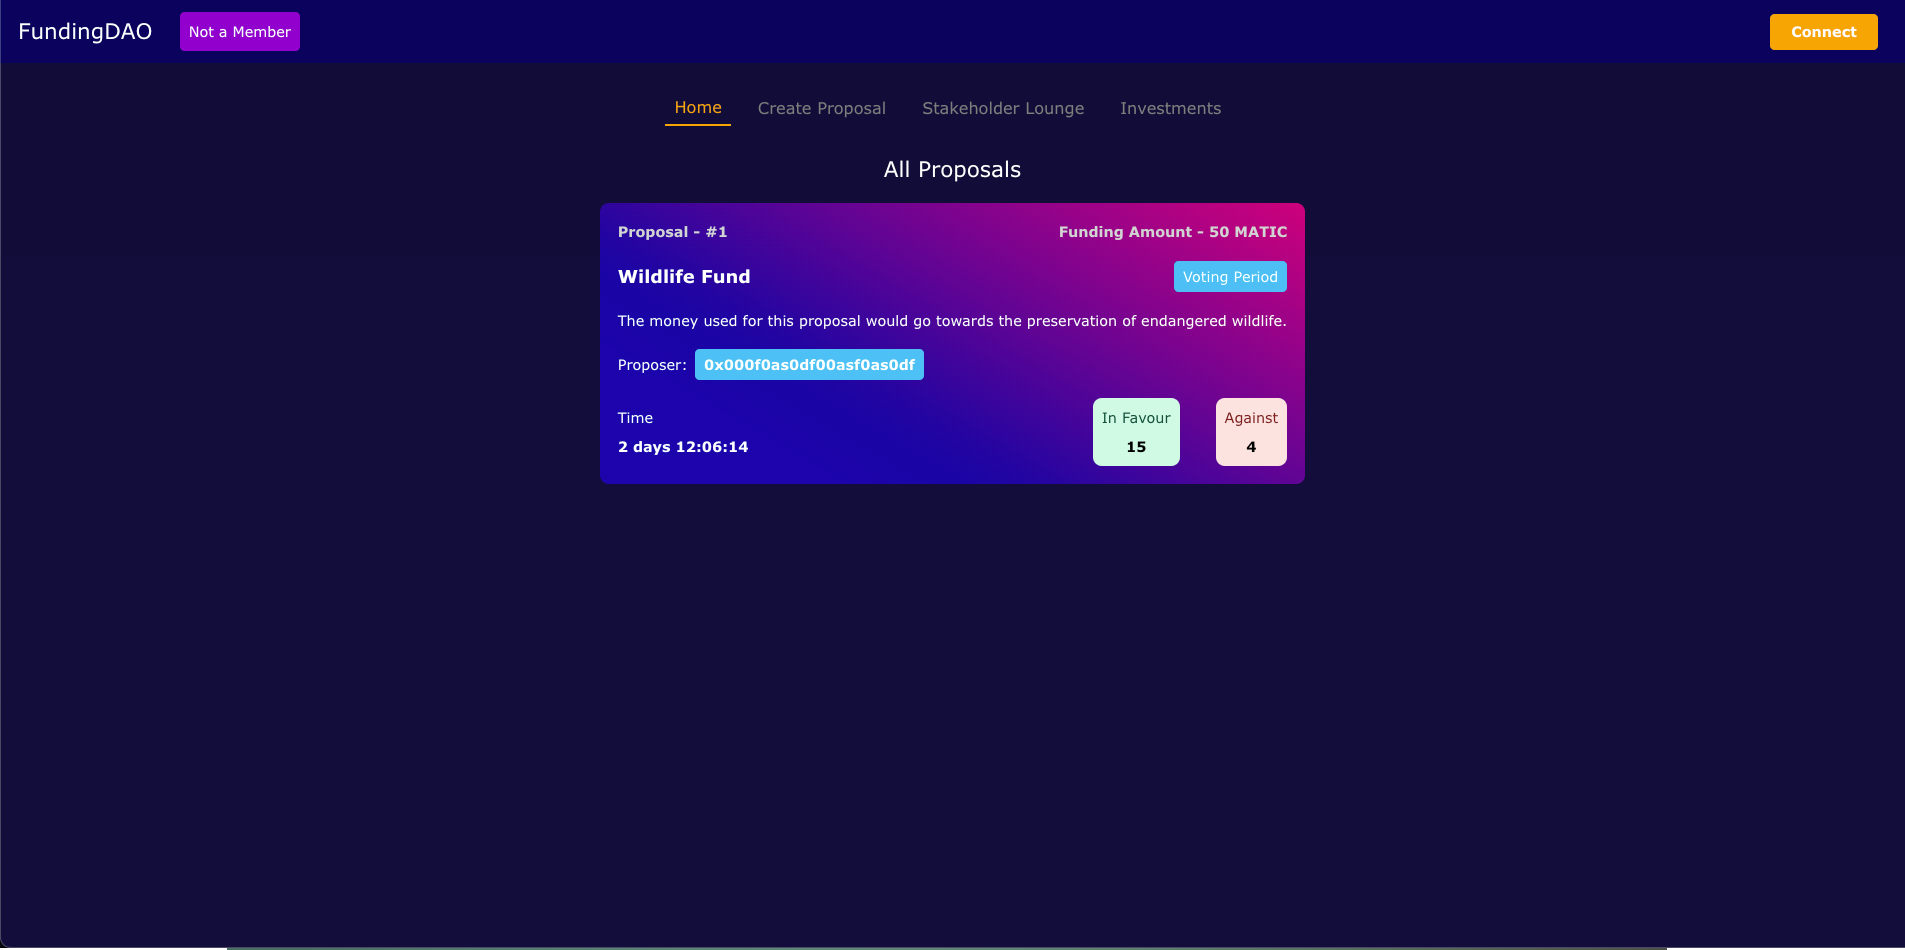 FundingDAO
Not a Member
Connect
Home
Create Proposal
Stakeholder Lounge
Investments
All Proposals
Proposal - #1
Funding Amount - 50 MATIC
Wildlife Fund
Voting Period
The money used for this proposal would go towards the preservation of endangered wildlife.
Proposer: 0x000f0as0df00asf0as0df
Time
In Favour
Against
2 days 12:06:14
15
4